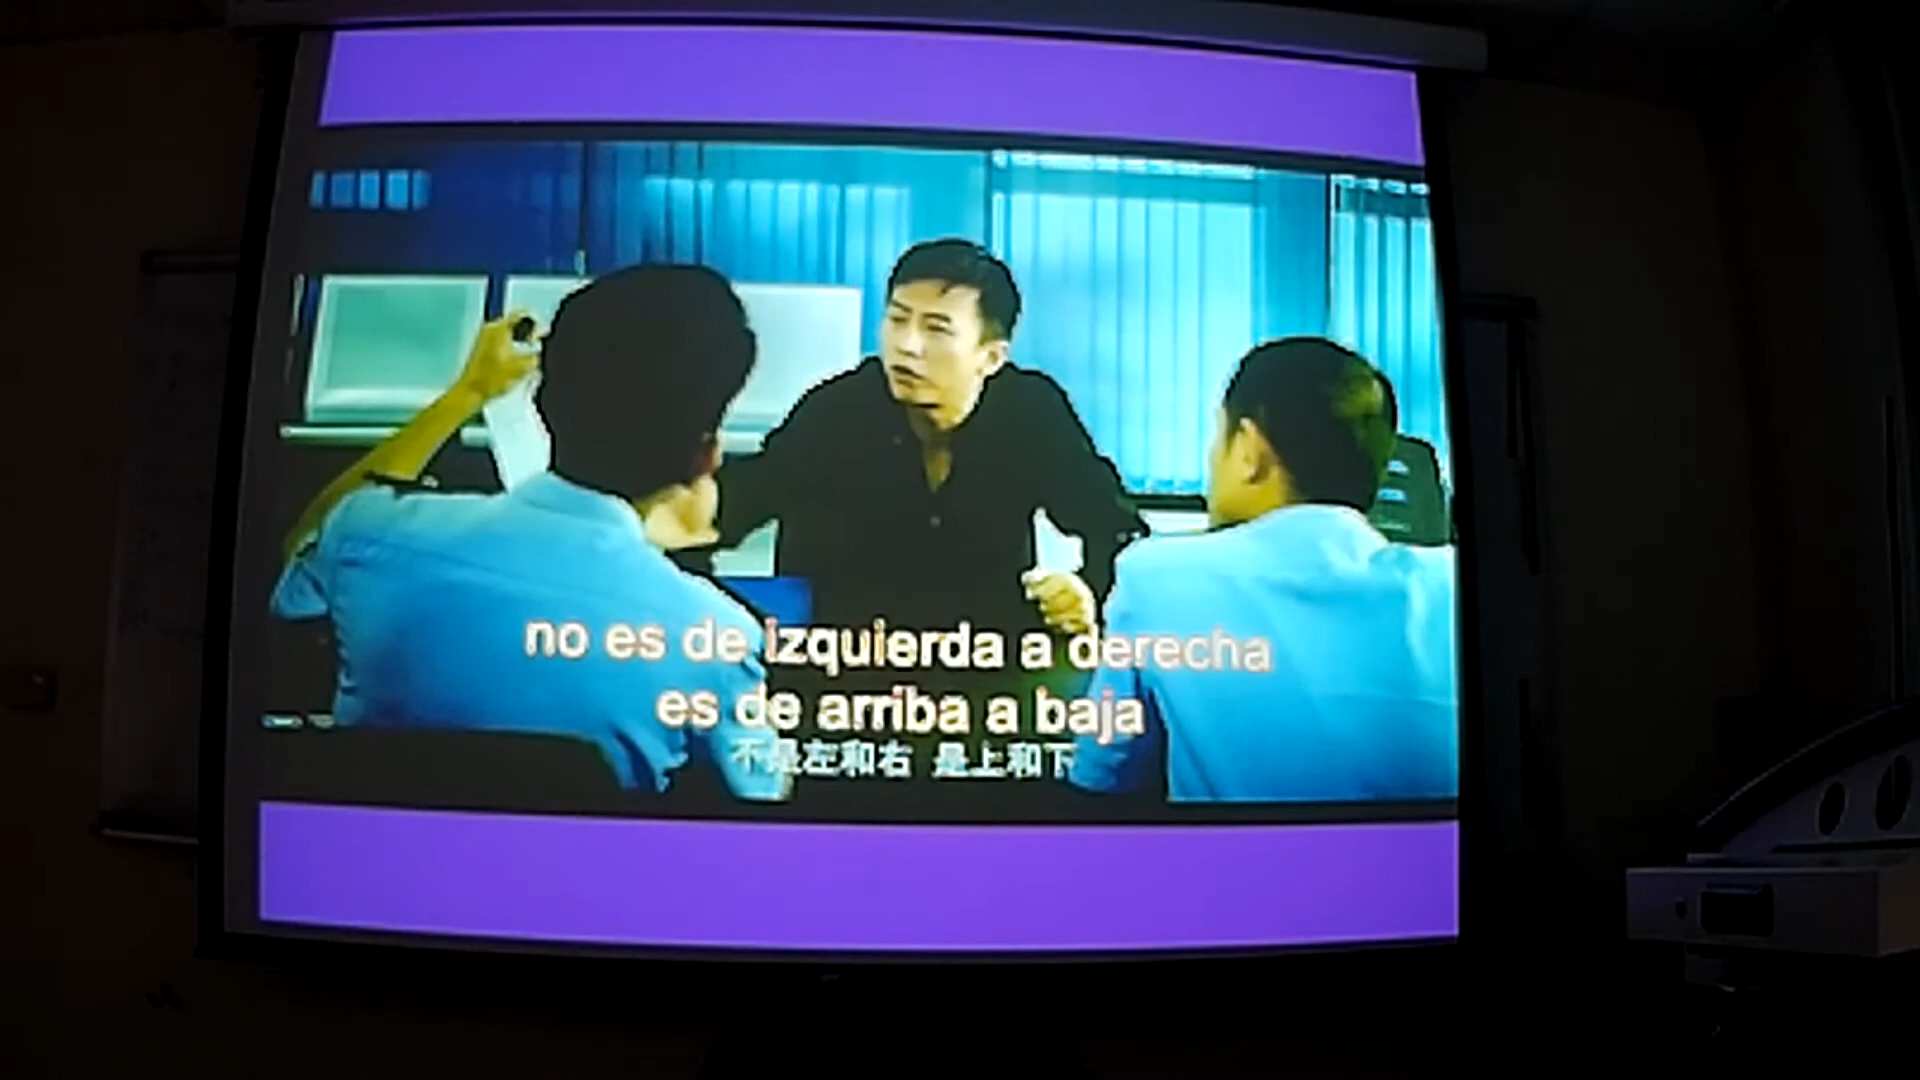 no es de izquierda a derecha
es de arriba a baja
不是左和右 是上和下